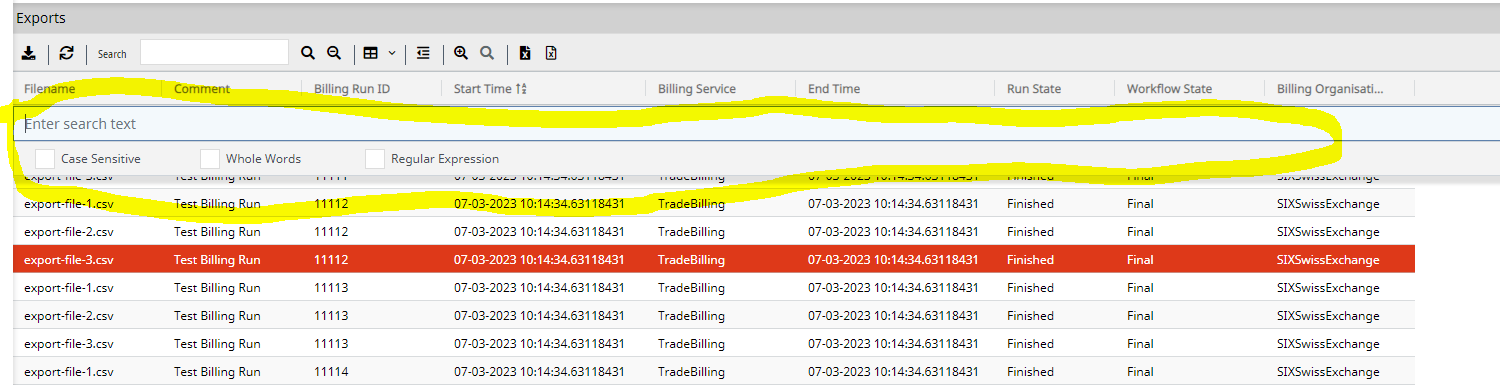 Exports
Search
Filename Comment Billing Run ID Start Time Billing Service End Time Run State Workflow State Billing Organisati...
Enter search text
Case Sensitive Whole Words Regular Expression
export-file-3.csv Test Billing Run 11111 07-03-2023 10:14:34.63118431 TradeBilling 07-03-2023 10:14:34.63118431 Finished Final SIXSwissExchange
export-file-1.csv Test Billing Run 11112 07-03-2023 10:14:34.63118431 TradeBilling 07-03-2023 10:14:34.63118431 Finished Final SIXSwissExchange
export-file-2.csv Test Billing Run 11112 07-03-2023 10:14:34.63118431 TradeBilling 07-03-2023 10:14:34.63118431 Finished Final SIXSwissExchange
export-file-3.csv Test Billing Run 11112 07-03-2023 10:14:34.63118431 TradeBilling 07-03-2023 10:14:34.63118431 Finished Final SIXSwissExchange
export-file-1.csv Test Billing Run 11113 07-03-2023 10:14:34.63118431 TradeBilling 07-03-2023 10:14:34.63118431 Finished Final SIXSwissExchange
export-file-2.csv Test Billing Run 11113 07-03-2023 10:14:34.63118431 TradeBilling 07-03-2023 10:14:34.63118431 Finished Final SIXSwissExchange
export-file-3.csv Test Billing Run 11113 07-03-2023 10:14:34.63118431 TradeBilling 07-03-2023 10:14:34.63118431 Finished Final SIXSwissExchange
export-file-1.csv Test Billing Run 11114 07-03-2023 10:14:34.63118431 TradeBilling 07-03-2023 10:14:34.63118431 Finished Final SIXSwissExchange